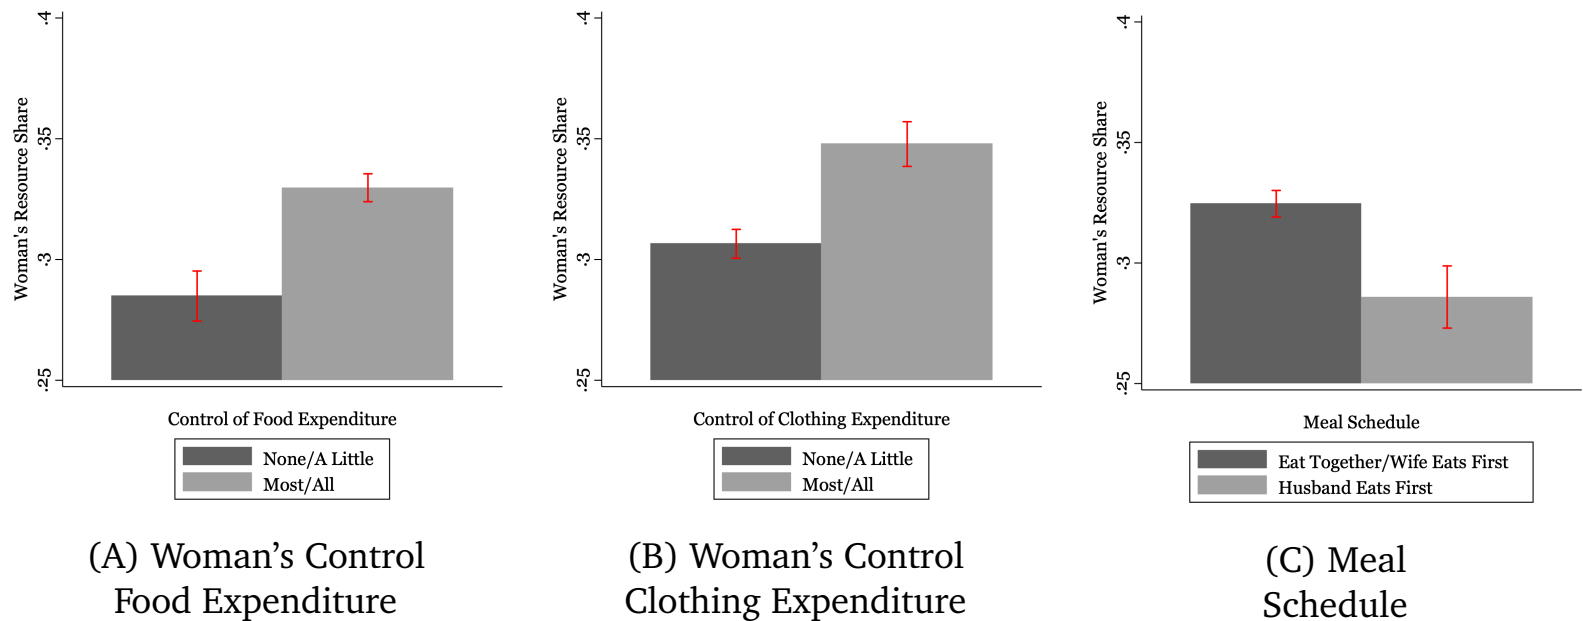 .4
.35
.3
.25
Woman's Resource Share
Control of Food Expenditure
None/A Little
Most/All
(A) Woman’s Control
Food Expenditure
.4
.35
.3
.25
Woman's Resource Share
Control of Clothing Expenditure
None/A Little
Most/All
(B) Woman’s Control
Clothing Expenditure
.4
.35
.3
.25
Woman's Resource Share
Meal Schedule
Eat Together/Wife Eats First
Husband Eats First
(C) Meal
Schedule